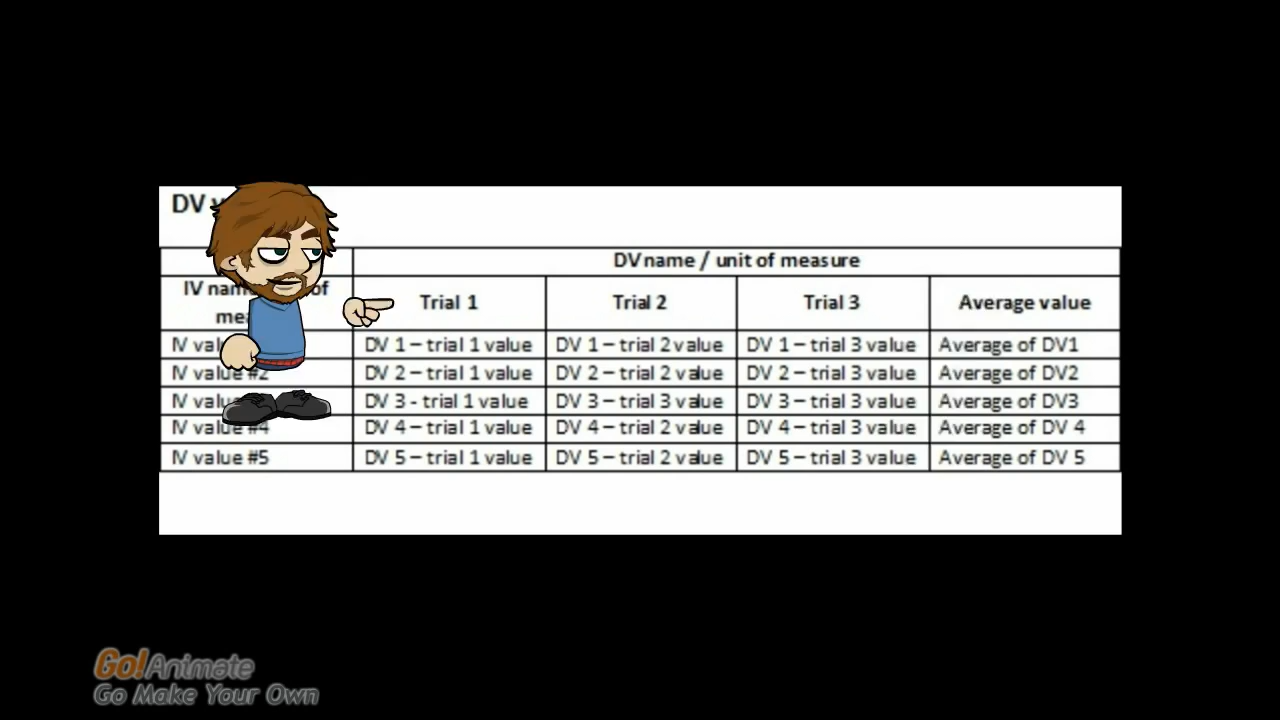 DV
DV name / unit of measure
IV of
Trial 1 Trial 2 Trial 3 Average value
IV DV 1 – trial 1 value DV 1 – trial 2 value DV 1 – trial 3 value Average of DV1
IV value #2 DV 2 – trial 1 value DV 2 – trial 2 value DV 2 – trial 3 value Average of DV2
IV DV 3 - trial 1 value DV 3 – trial 3 value DV 3 – trial 3 value Average of DV3
IV value #4 DV 4 – trial 1 value DV 4 – trial 2 value DV 4 – trial 3 value Average of DV 4
IV value #5 DV 5 – trial 1 value DV 5 – trial 2 value DV 5 – trial 3 value Average of DV 5
Go!Animate
Go Make Your Own